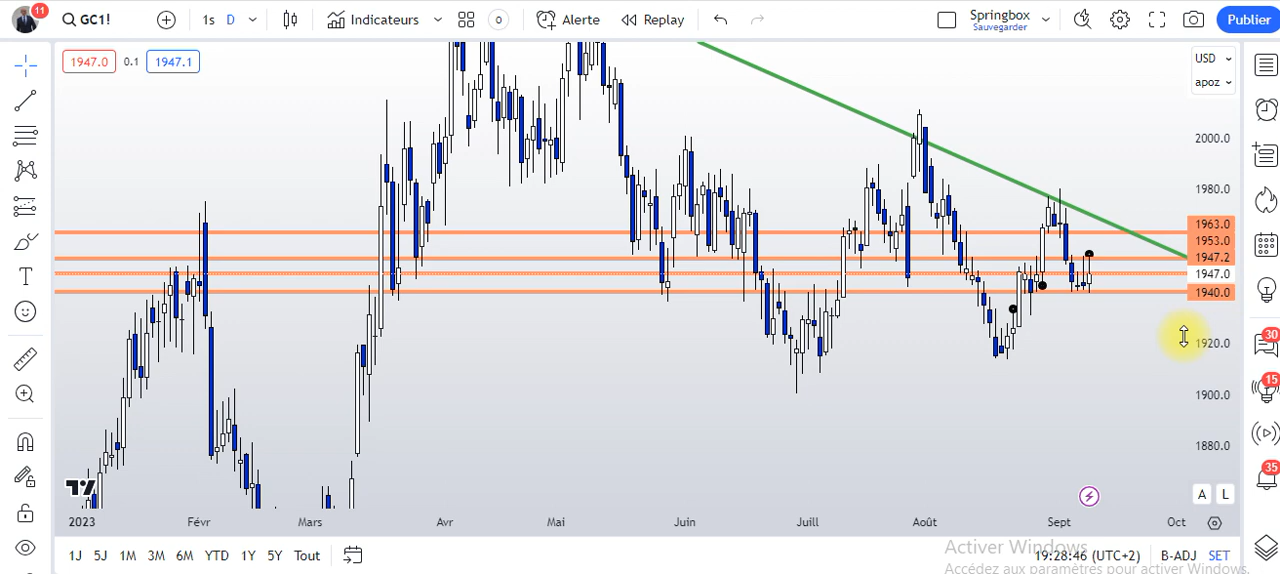 11
GC1!
1s
D
Indicateurs
0
Alerte
Replay
Springbox
Sauvegarder
Publier
1947.0
0.1
1947.1
USD
apoz
2000.0
1980.0
1963.0
1953.0
1947.2
1947.0
1940.0
1920.0
1900.0
1880.0
30
15
35
A
L
2023
Févr
Mars
Avr
Mai
Juin
Juill
Août
Sept
Oct
1J
5J
1M
3M
6M
YTD
1Y
5Y
Tout
19:28:46 (UTC+2)
B-ADJ
SET
Activer Windows
Accédez aux paramètres pour activer Windows.